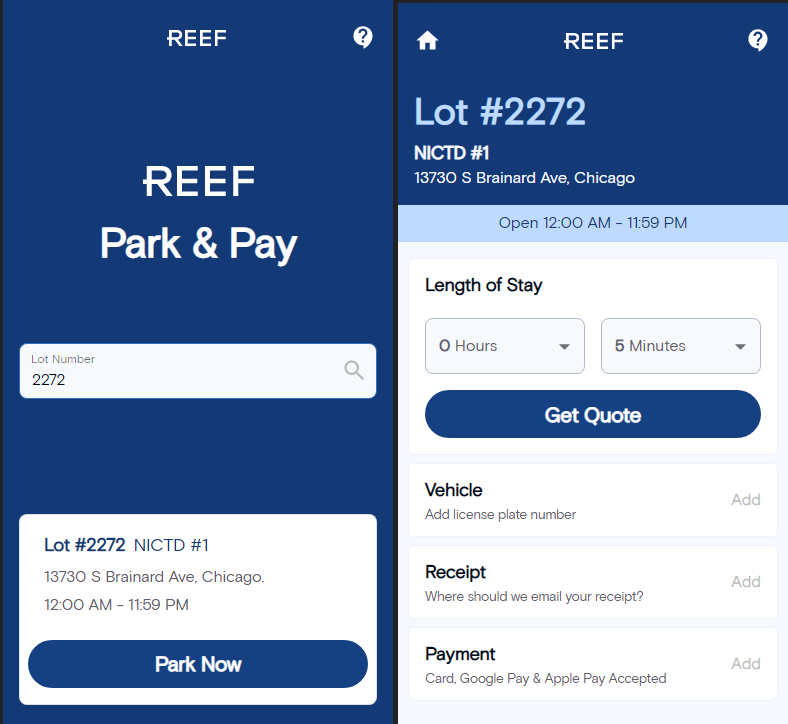 REEF
REEF
Park & Pay
Lot Number
2272
Lot #2272 NICTD #1
13730 S Brainard Ave, Chicago.
12:00 AM - 11:59 PM
Park Now
REEF
Lot #2272
NICTD #1
13730 S Brainard Ave, Chicago
Open 12:00 AM - 11:59 PM
Length of Stay
0 Hours
5 Minutes
Get Quote
Vehicle
Add
Add license plate number
Receipt
Add
Where should we email your receipt?
Payment
Add
Card, Google Pay & Apple Pay Accepted